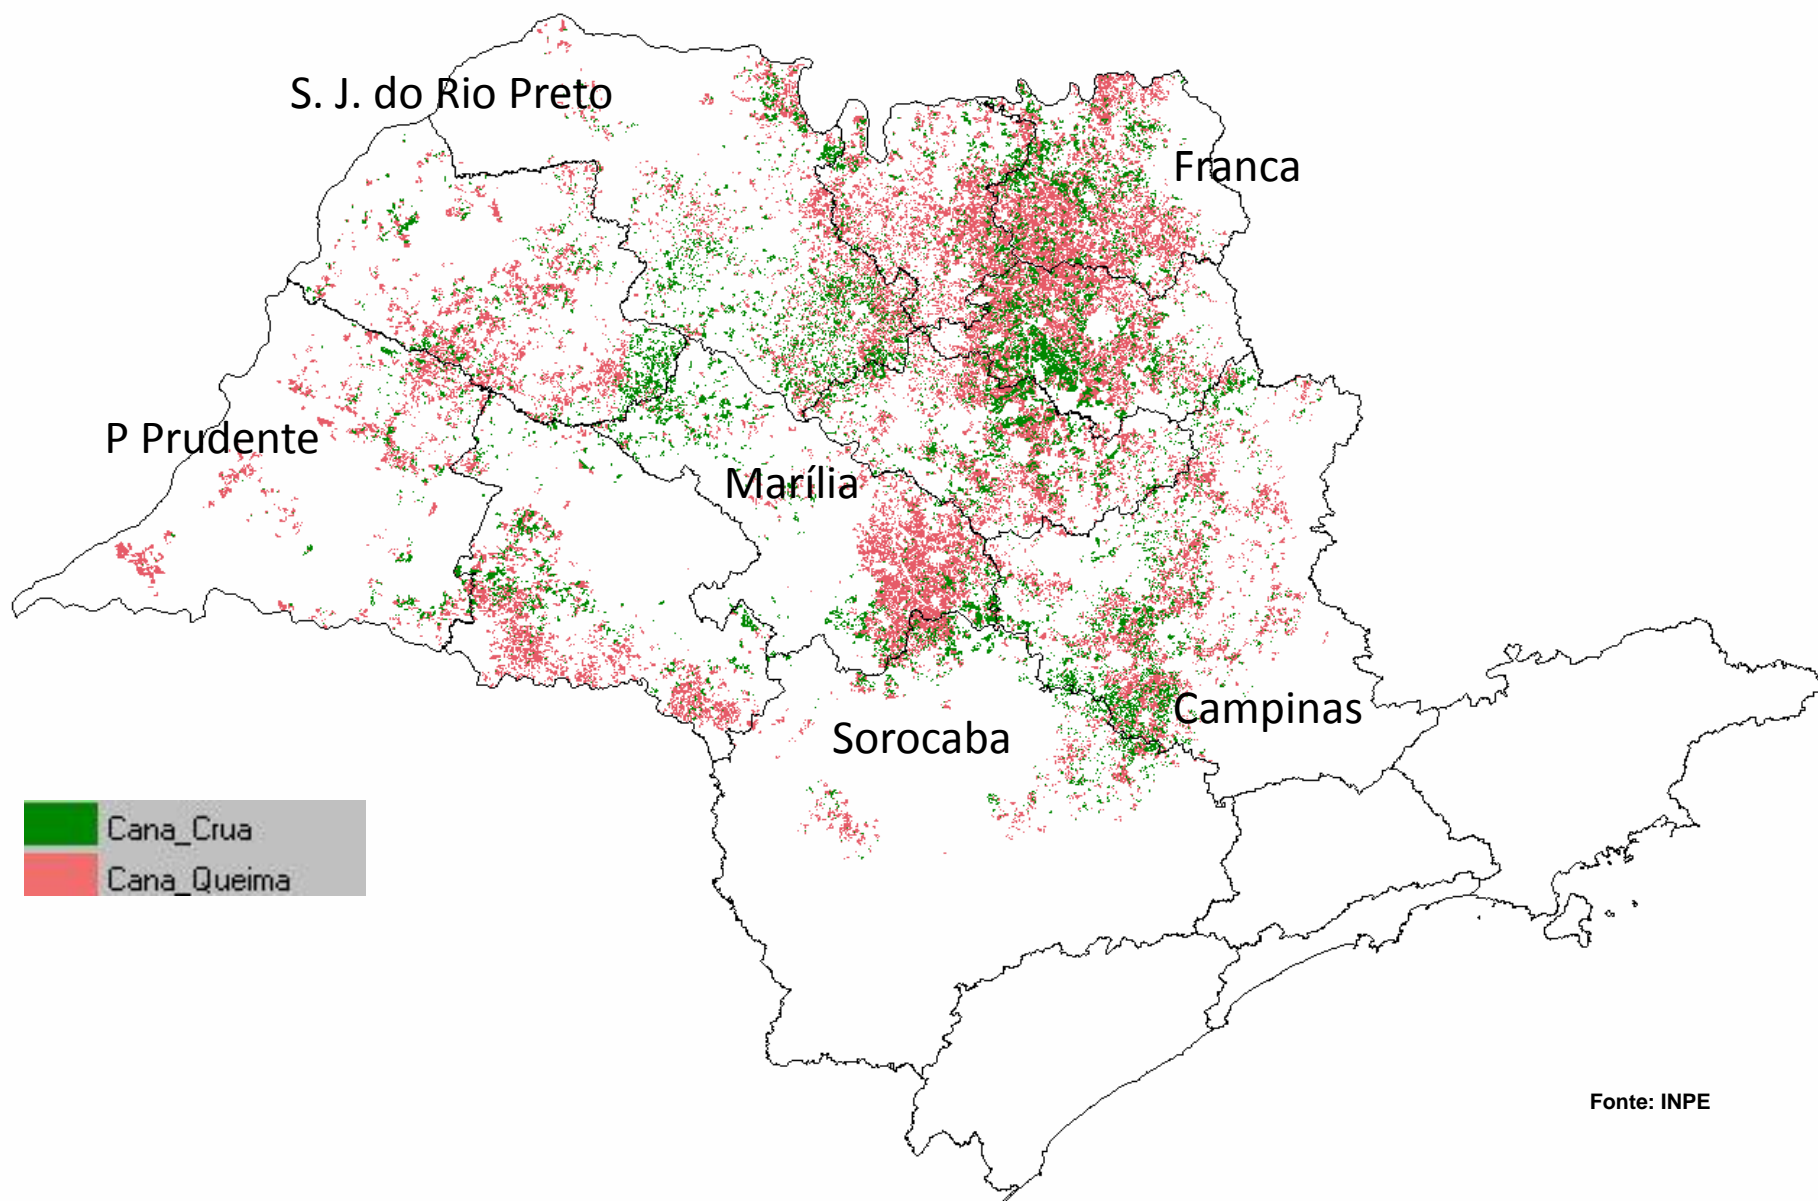 S. J. do Rio Preto
Franca
P Prudente
Marília
Campinas
Sorocaba
Cana_Crua
Cana_Queima
Fonte: INPE